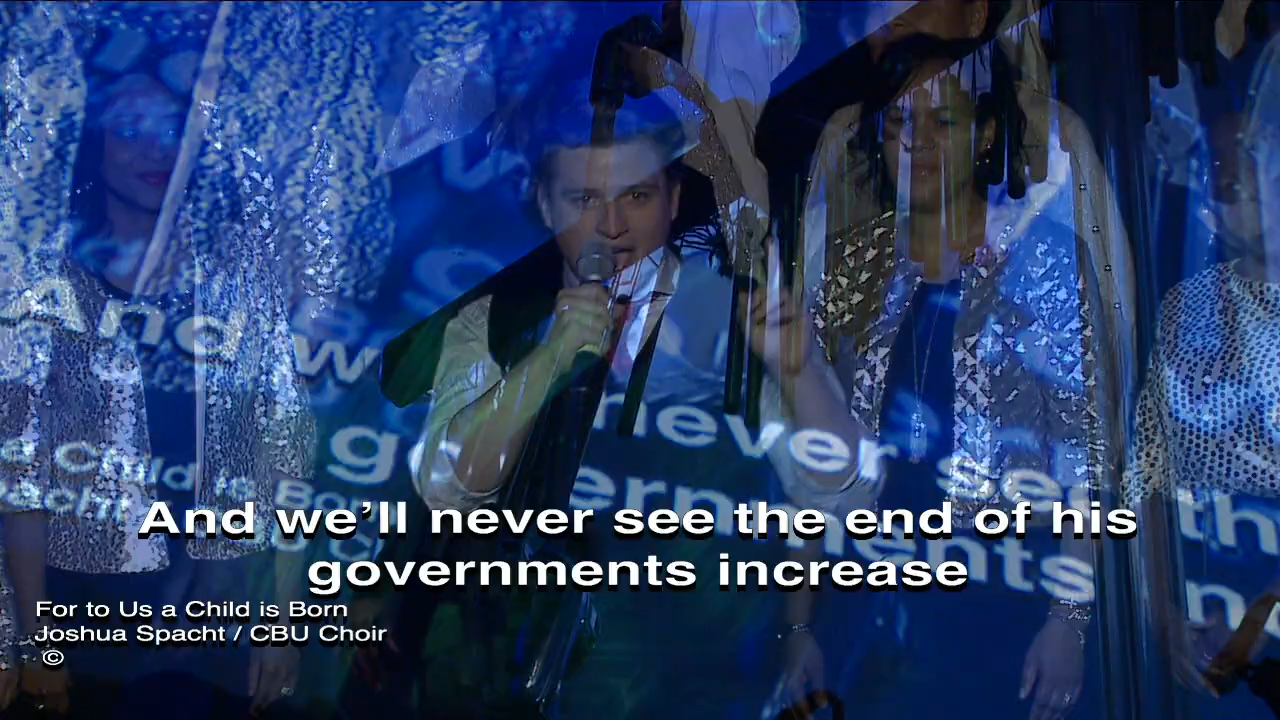 And we'll never see the end of his
governments increase
For to Us a Child is Born
Joshua Spacht / CBU Choir
©